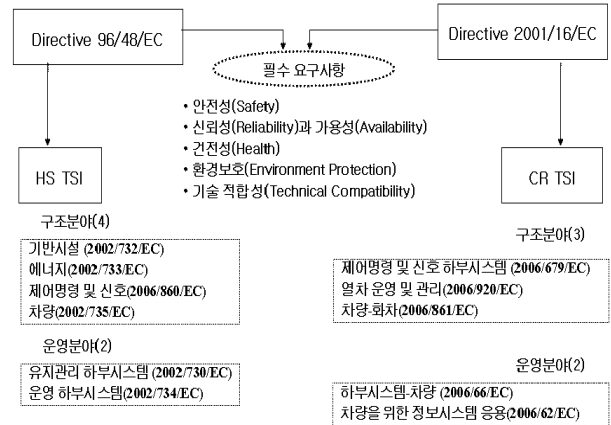 Directive 96/48/EC
Directive 2001/16/EC
필수 요구사항
• 안전성(Safety)
• 신뢰성(Reliability)과 가용성(Availability)
• 건전성(Health)
• 환경보호(Environment Protection)
• 기술 적합성(Technical Compatibility)
HS TSI
CR TSI
구조분야(4)
기반시설 (2002/732/EC)
에너지(2002/733/EC)
제어명령 및 신호(2006/860/EC)
차량(2002/735/EC)
운영분야(2)
유지관리 하부시스템 (2002/730/EC)
운영 하부시스템(2002/734/EC)
구조분야(3)
제어명령 및 신호 하부시스템 (2006/679/EC)
열차 운영 및 관리(2006/920/EC)
차량-화차(2006/861/EC)
운영분야(2)
하부시스템-차량 (2006/66/EC)
차량을 위한 정보시스템 응용(2006/62/EC)